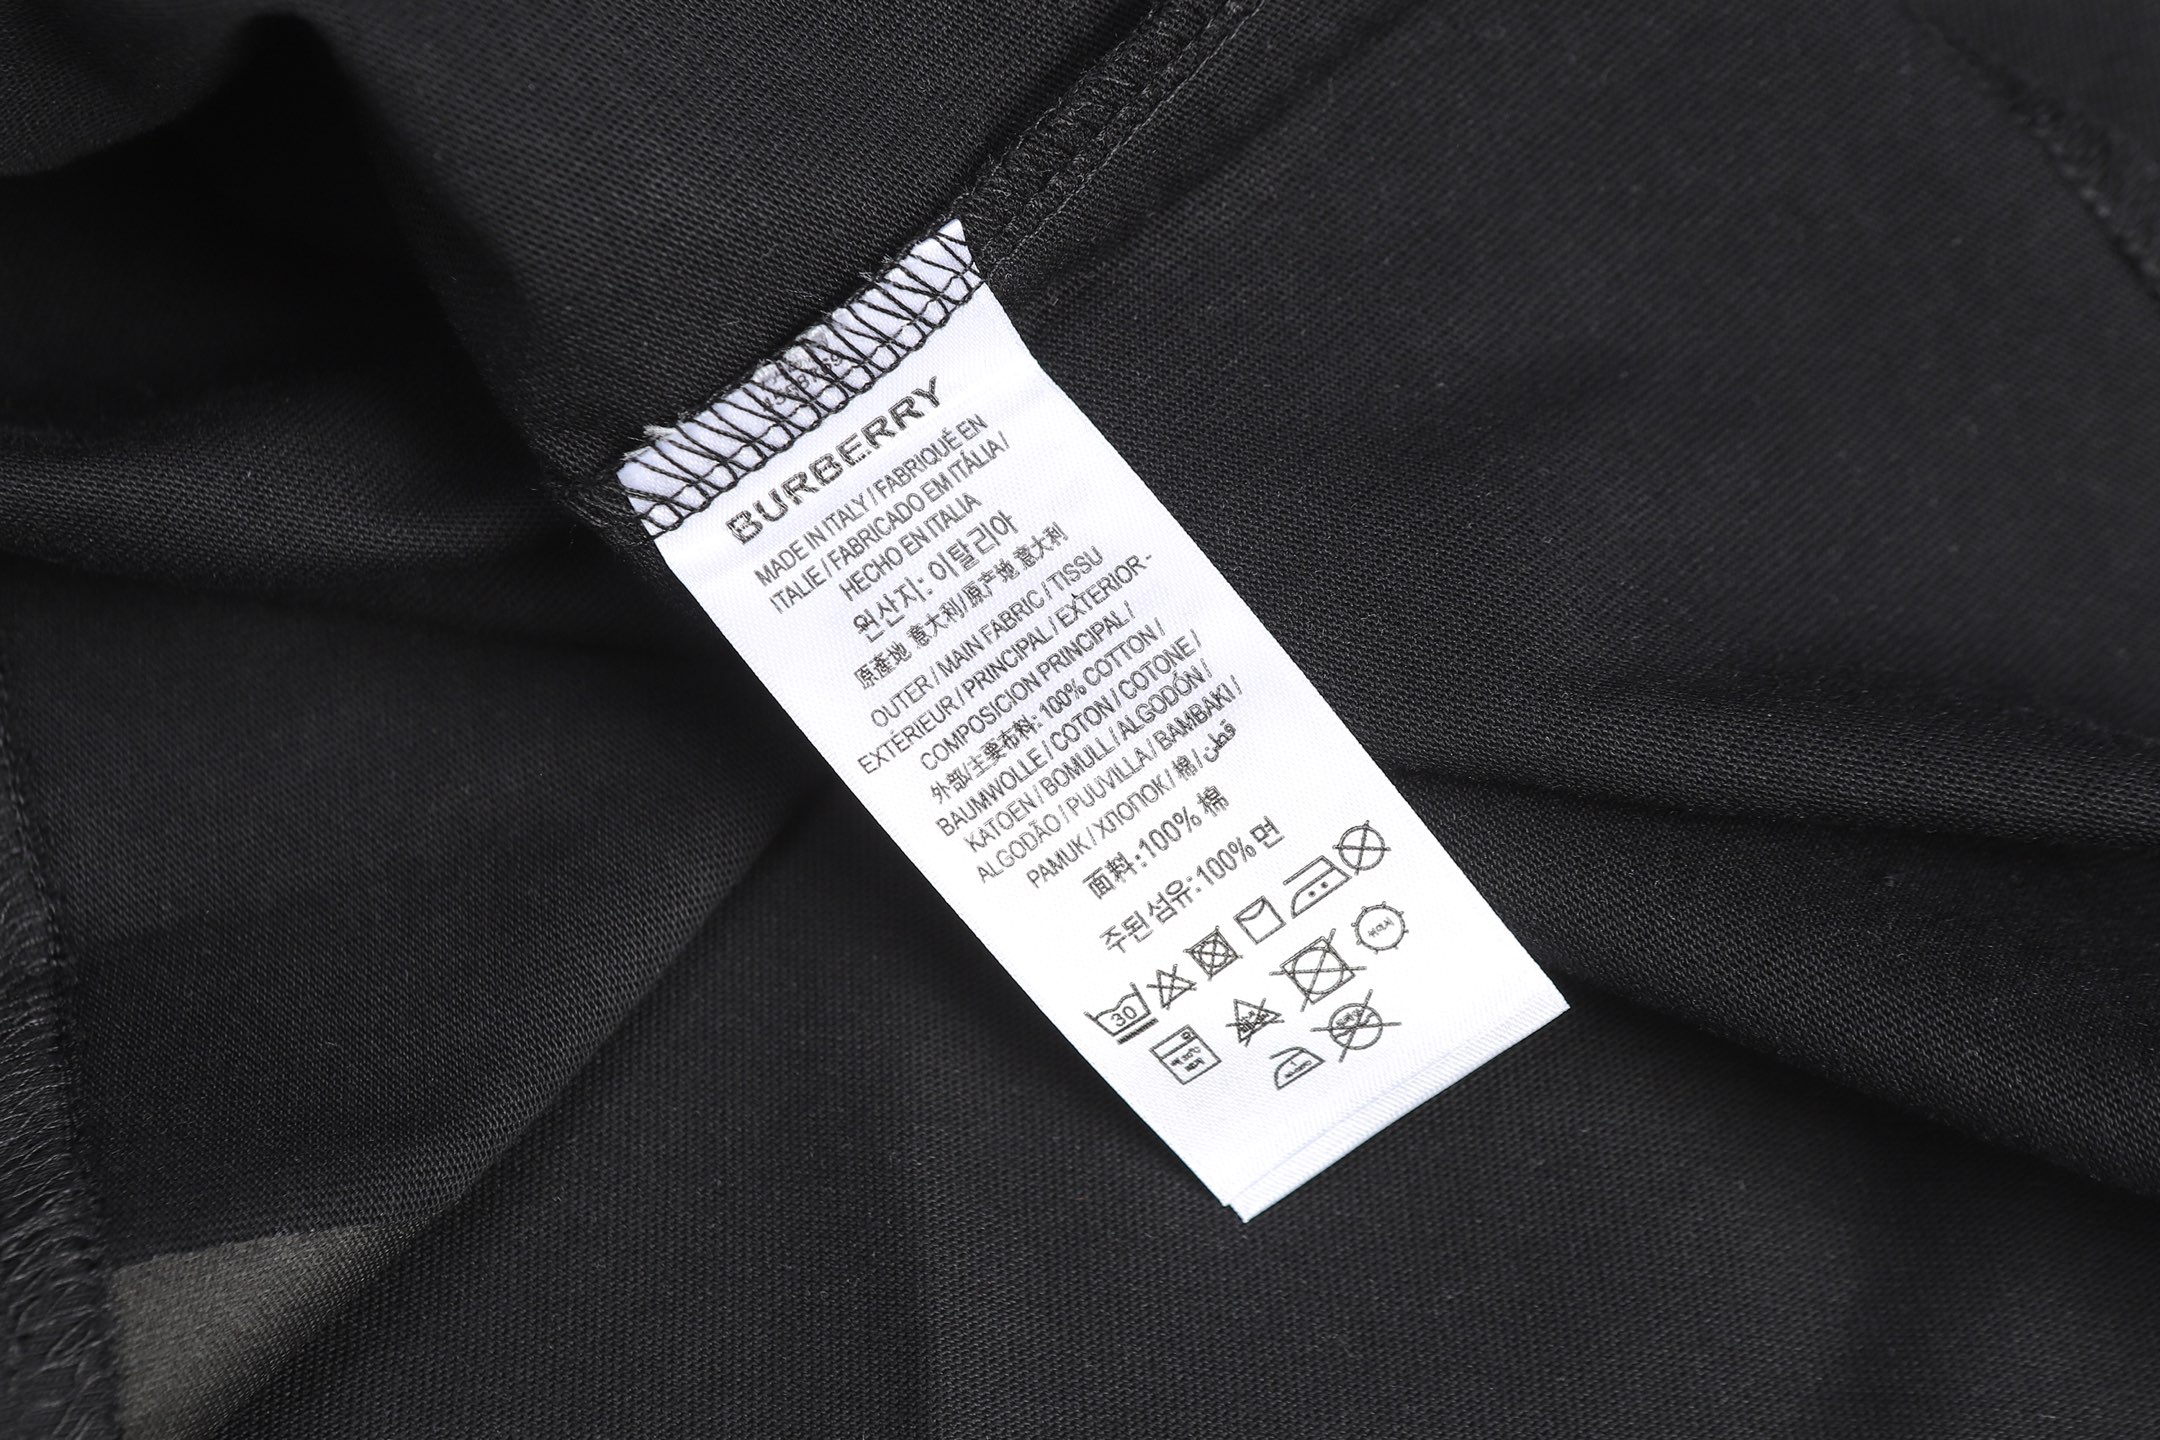 BURBERRY
MADE IN ITALY / FABRIQUÉ EN
ITALIE / FABRICADO EM ITÁLIA /
HECHO EN ITALIA
원산지: 이탈리아
原產地 意大利/原产地 意大利
OUTER / MAIN FABRIC / TISSU
EXTÉRIEUR / PRINCIPAL / EXTERIOR -
COMPOSICION PRINCIPAL /
外部/主要布料: 100% COTTON /
BAUMWOLLE / COTON / COTONE /
KATOEN / BOMULL / ALGODÓN /
ALGODÃO / PUUVILLA / BAMBAKI /
PAMUK / ХЛОПОК / 棉 / قطن
面料:100% 棉
주된섬유:100% 면
30